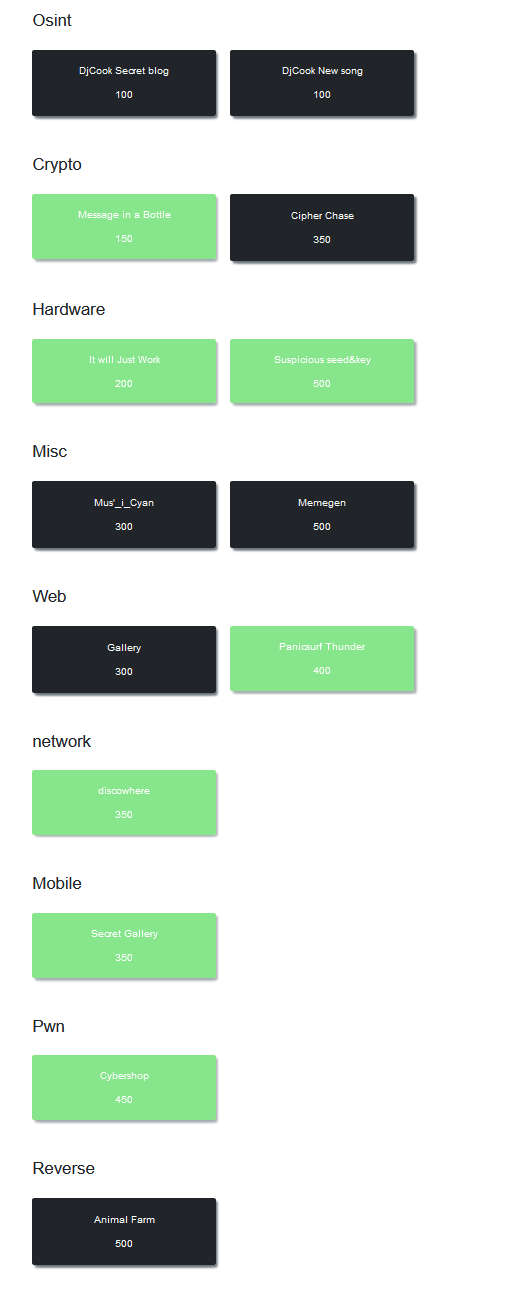 Osint
DjCook Secret blog
100
DjCook New song
100
Crypto
Message in a Bottle
150
Cipher Chase
350
Hardware
It will Just Work
200
Suspicious seed&key
500
Misc
Mus'_i_Cyan
300
Memegen
500
Web
Gallery
300
Panicsurf Thunder
400
network
discowhere
350
Mobile
Secret Gallery
350
Pwn
Cybershop
450
Reverse
Animal Farm
500